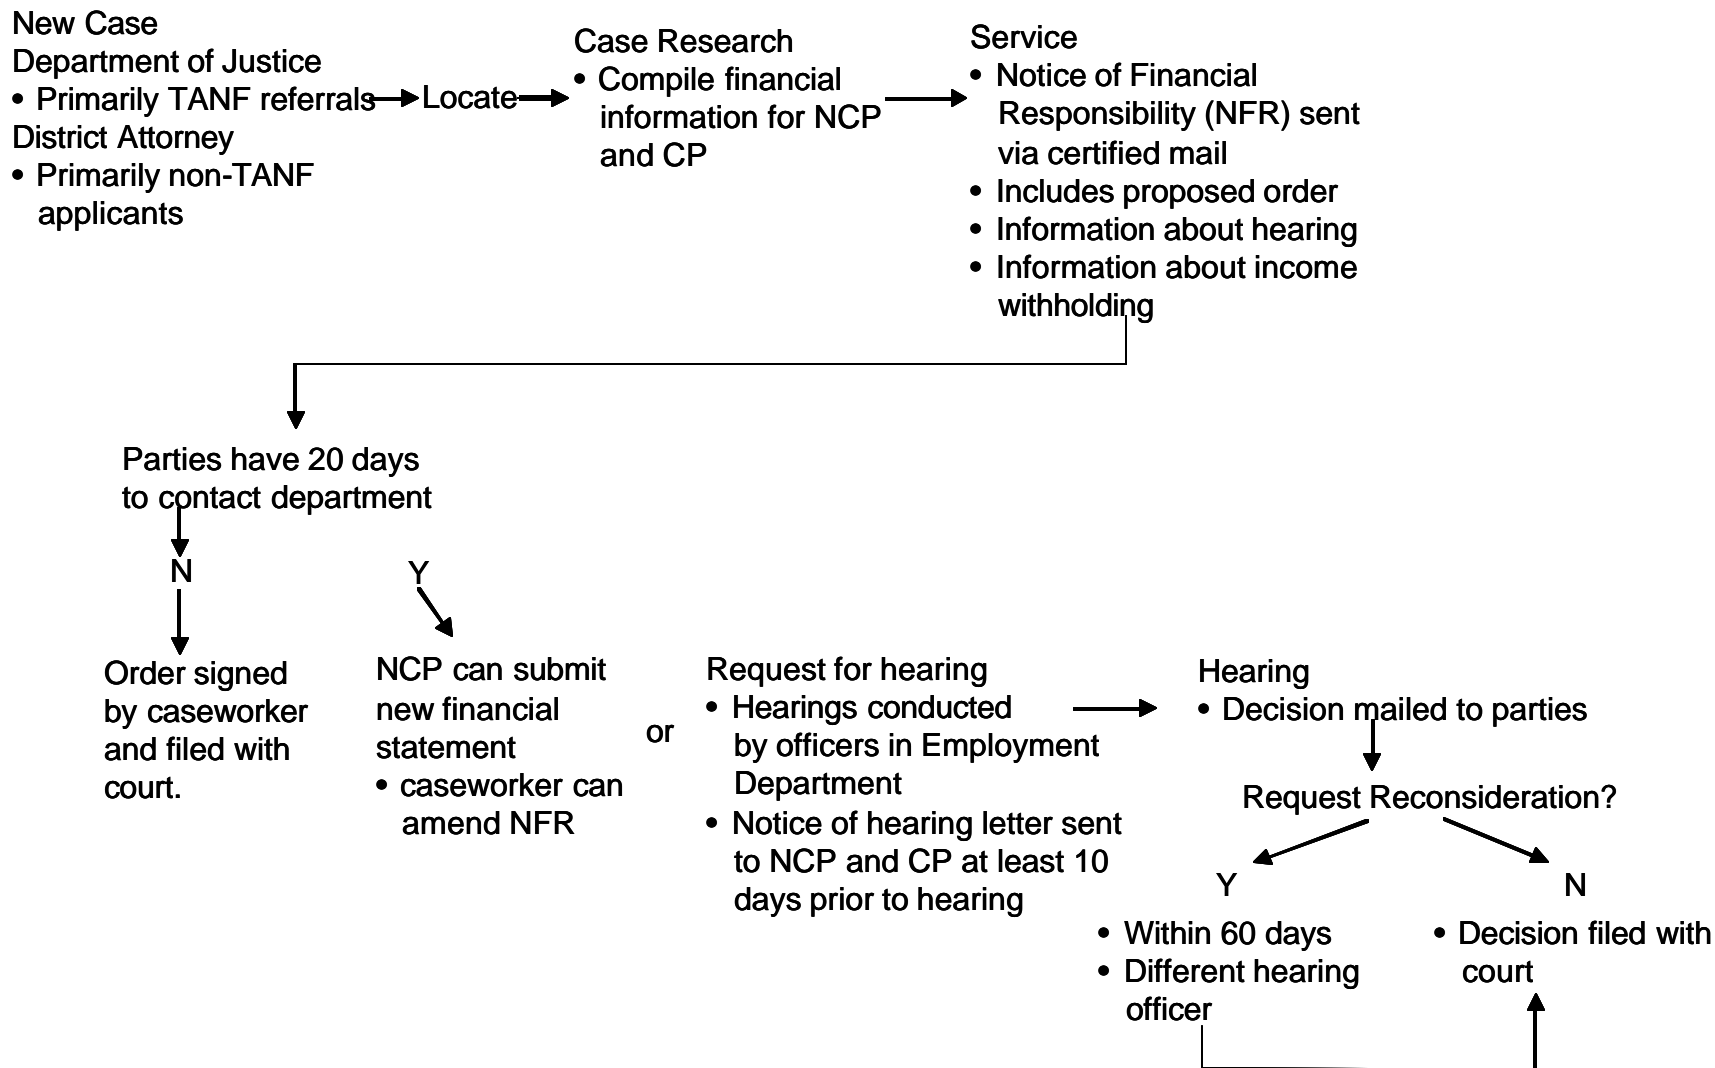 New Case
Department of Justice
• Primarily TANF referrals
District Attorney
• Primarily non-TANF
applicants
Locate
Case Research
• Compile financial
information for NCP
and CP
Service
• Notice of Financial
Responsibility (NFR) sent
via certified mail
• Includes proposed order
• Information about hearing
• Information about income
withholding
Parties have 20 days
to contact department
N
Y
Order signed
by caseworker
and filed with
court.
NCP can submit
new financial
statement
• caseworker can
amend NFR
or
Request for hearing
• Hearings conducted
by officers in Employment
Department
• Notice of hearing letter sent
to NCP and CP at least 10
days prior to hearing
Hearing
• Decision mailed to parties
Request Reconsideration?
Y
• Within 60 days
• Different hearing
officer
N
• Decision filed with
court